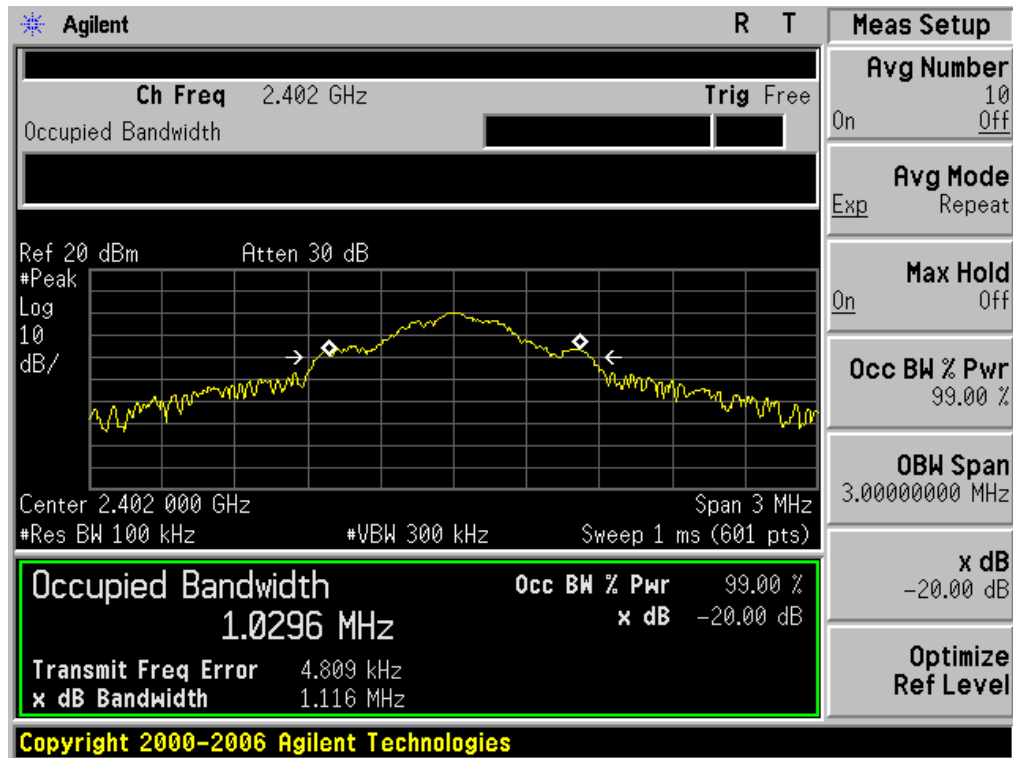 Agilent R T
Ch Freq 2.402 GHz Trig Free
Occupied Bandwidth
Ref 20 dBm Atten 30 dB
#Peak
Log
10
dB/
Center 2.402 000 GHz Span 3 MHz
#Res BW 100 kHz #VBW 300 kHz Sweep 1 ms (601 pts)
Occupied Bandwidth Occ BW % Pwr 99.00 %
1.0296 MHz x dB -20.00 dB
Transmit Freq Error 4.809 kHz
x dB Bandwidth 1.116 MHz
Copyright 2000-2006 Agilent Technologies
Meas Setup
Avg Number
10
On Off
Avg Mode
Exp Repeat
Max Hold
On Off
Occ BW % Pwr
99.00 %
OBW Span
3.00000000 MHz
x dB
-20.00 dB
Optimize
Ref Level